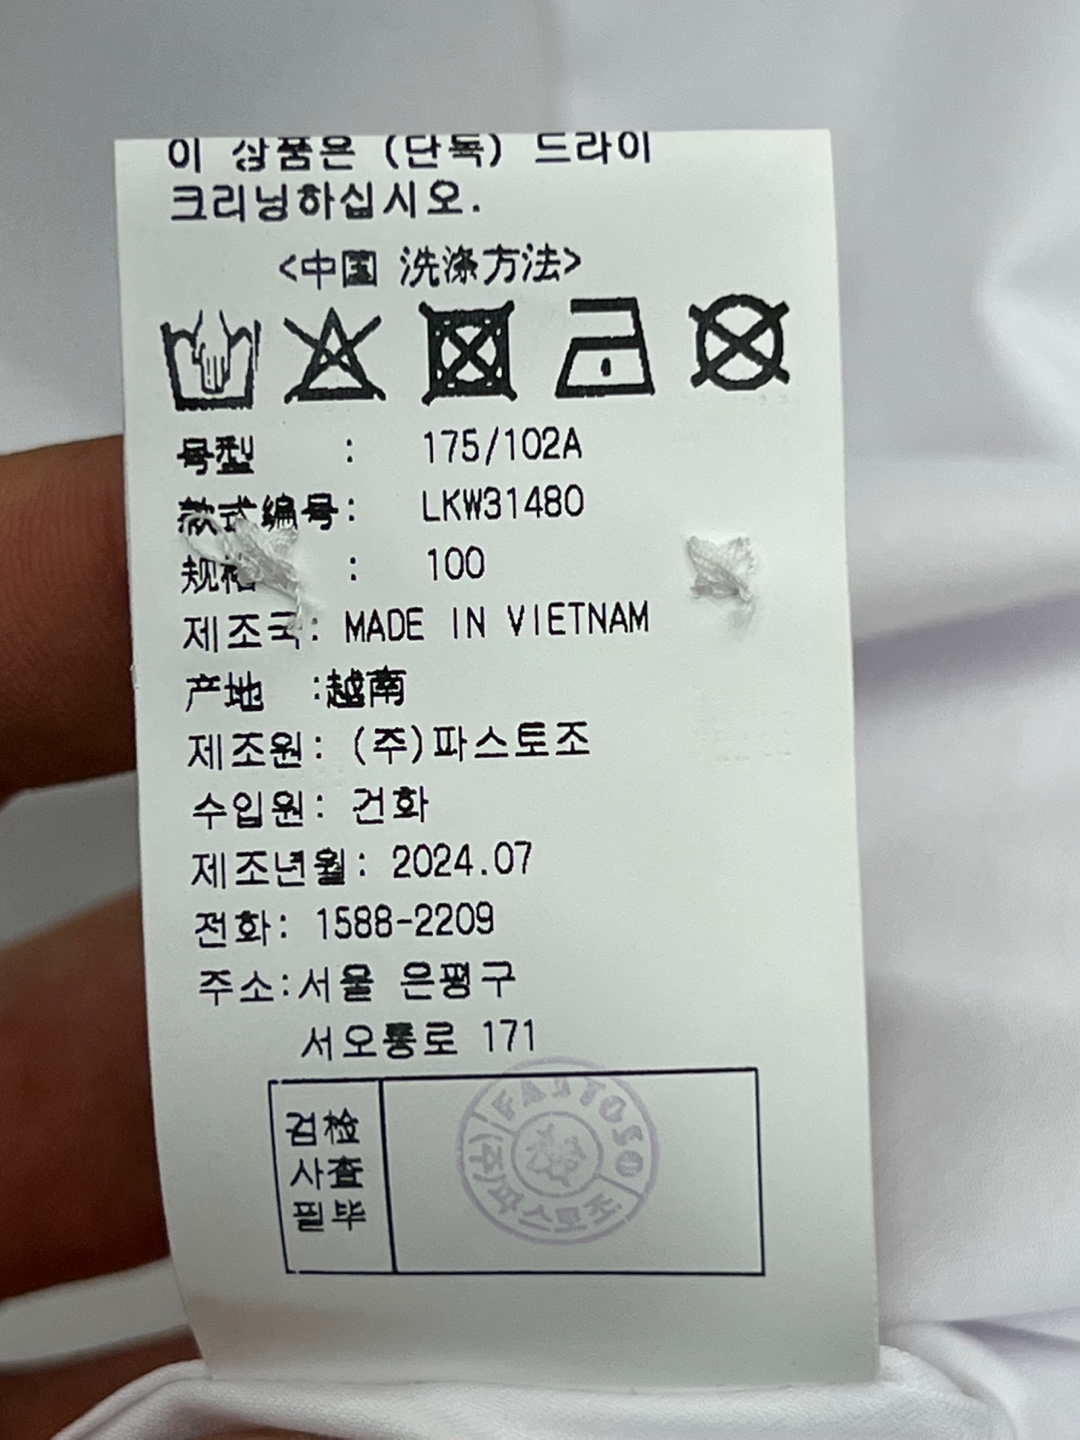 이 상품은 (단독) 드라이
크리닝하십시오.
<中国 洗涤方法>
号型 : 175/102A
款式编号: LKW31480
规格 : 100
제조국: MADE IN VIETNAM
产地 :越南
제조원: (주)파스토조
수입원: 건화
제조년월: 2024.07
전화: 1588-2209
주소:서울 은평구
서오릉로 171
검检
사查
필毕
FASTOSO
(주)파스토조